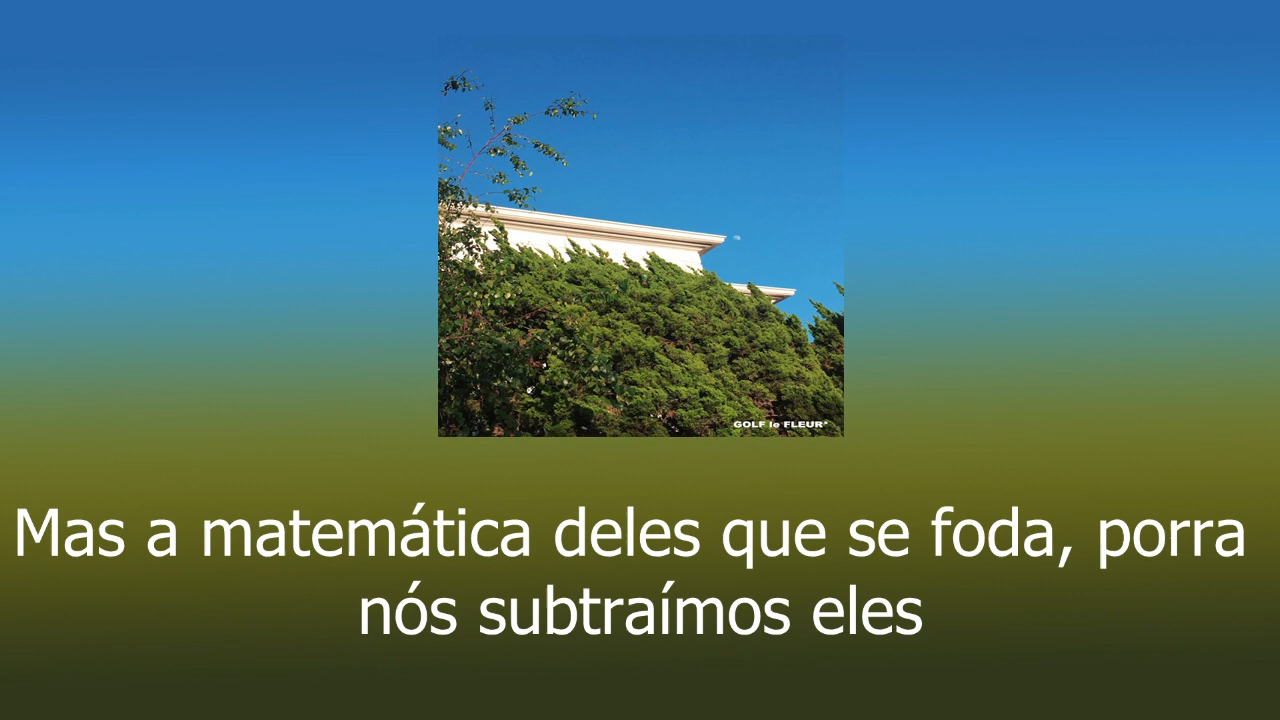 GOLF le FLEUR*
Mas a matemática deles que se foda, porra
nós subtraímos eles